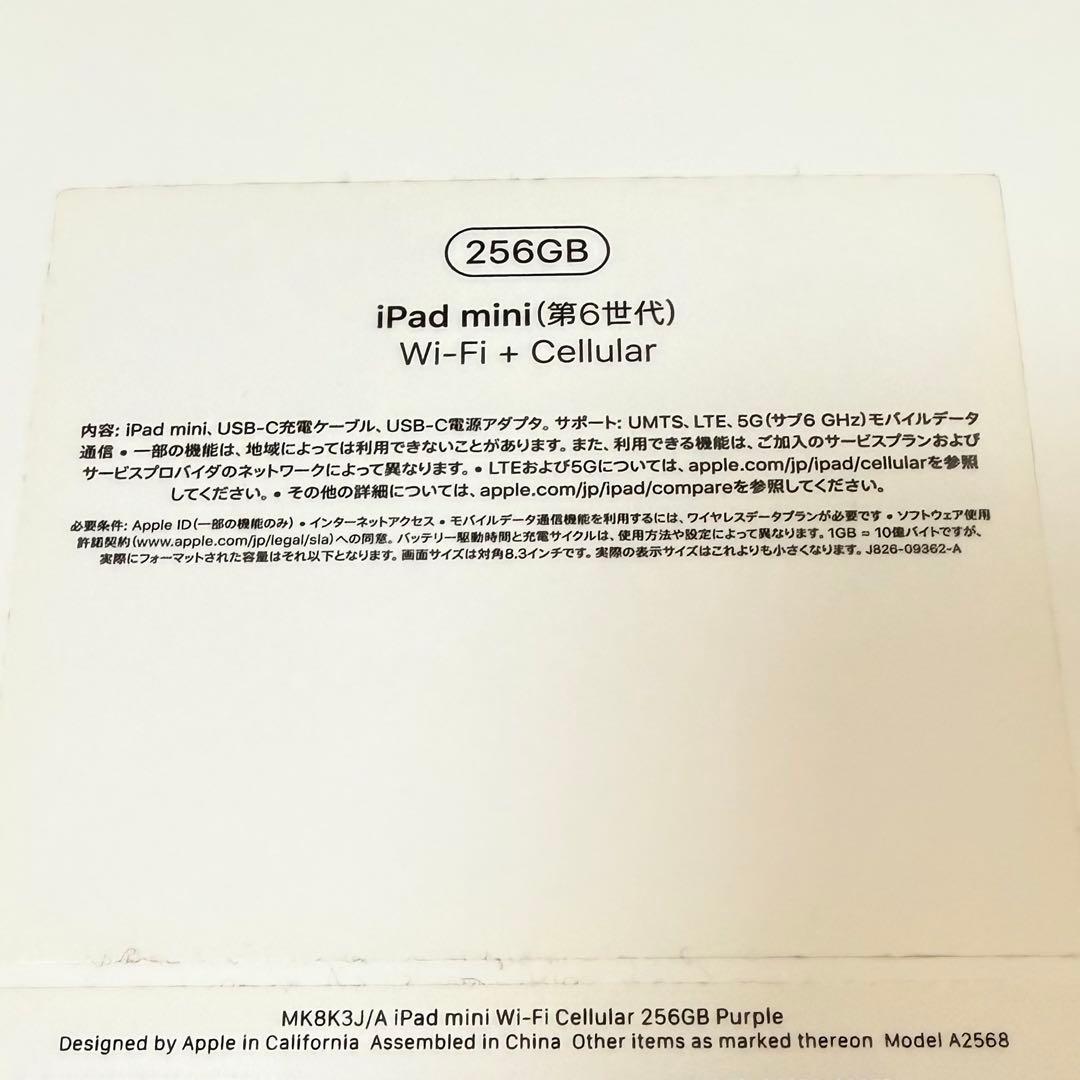 256GB
iPad mini(第6世代)
Wi-Fi + Cellular
内容: iPad mini、USB-C充電ケーブル、USB-C電源アダプタ。サポート: UMTS、LTE、5G(サブ6 GHz)モバイルデータ
通信 • 一部の機能は、地域によっては利用できないことがあります。また、利用できる機能は、ご加入のサービスプランおよび
サービスプロバイダのネットワークによって異なります。• LTEおよび5Gについては、apple.com/jp/ipad/cellularを参照
してください。• その他の詳細については、apple.com/jp/ipad/compareを参照してください。
必要条件: Apple ID(一部の機能のみ) • インターネットアクセス • モバイルデータ通信機能を利用するには、ワイヤレスデータプランが必要です • ソフトウェア使用
許諾契約(www.apple.com/jp/legal/sla)への同意。バッテリー駆動時間と充電サイクルは、使用方法や設定によって異なります。1GB = 10億バイトですが、
実際にフォーマットされた容量はそれ以下となります。画面サイズは対角8.3インチです。実際の表示サイズはこれよりも小さくなります。J826-09362-A
MK8K3J/A iPad mini Wi-Fi Cellular 256GB Purple
Designed by Apple in California Assembled in China Other items as marked thereon Model A2568